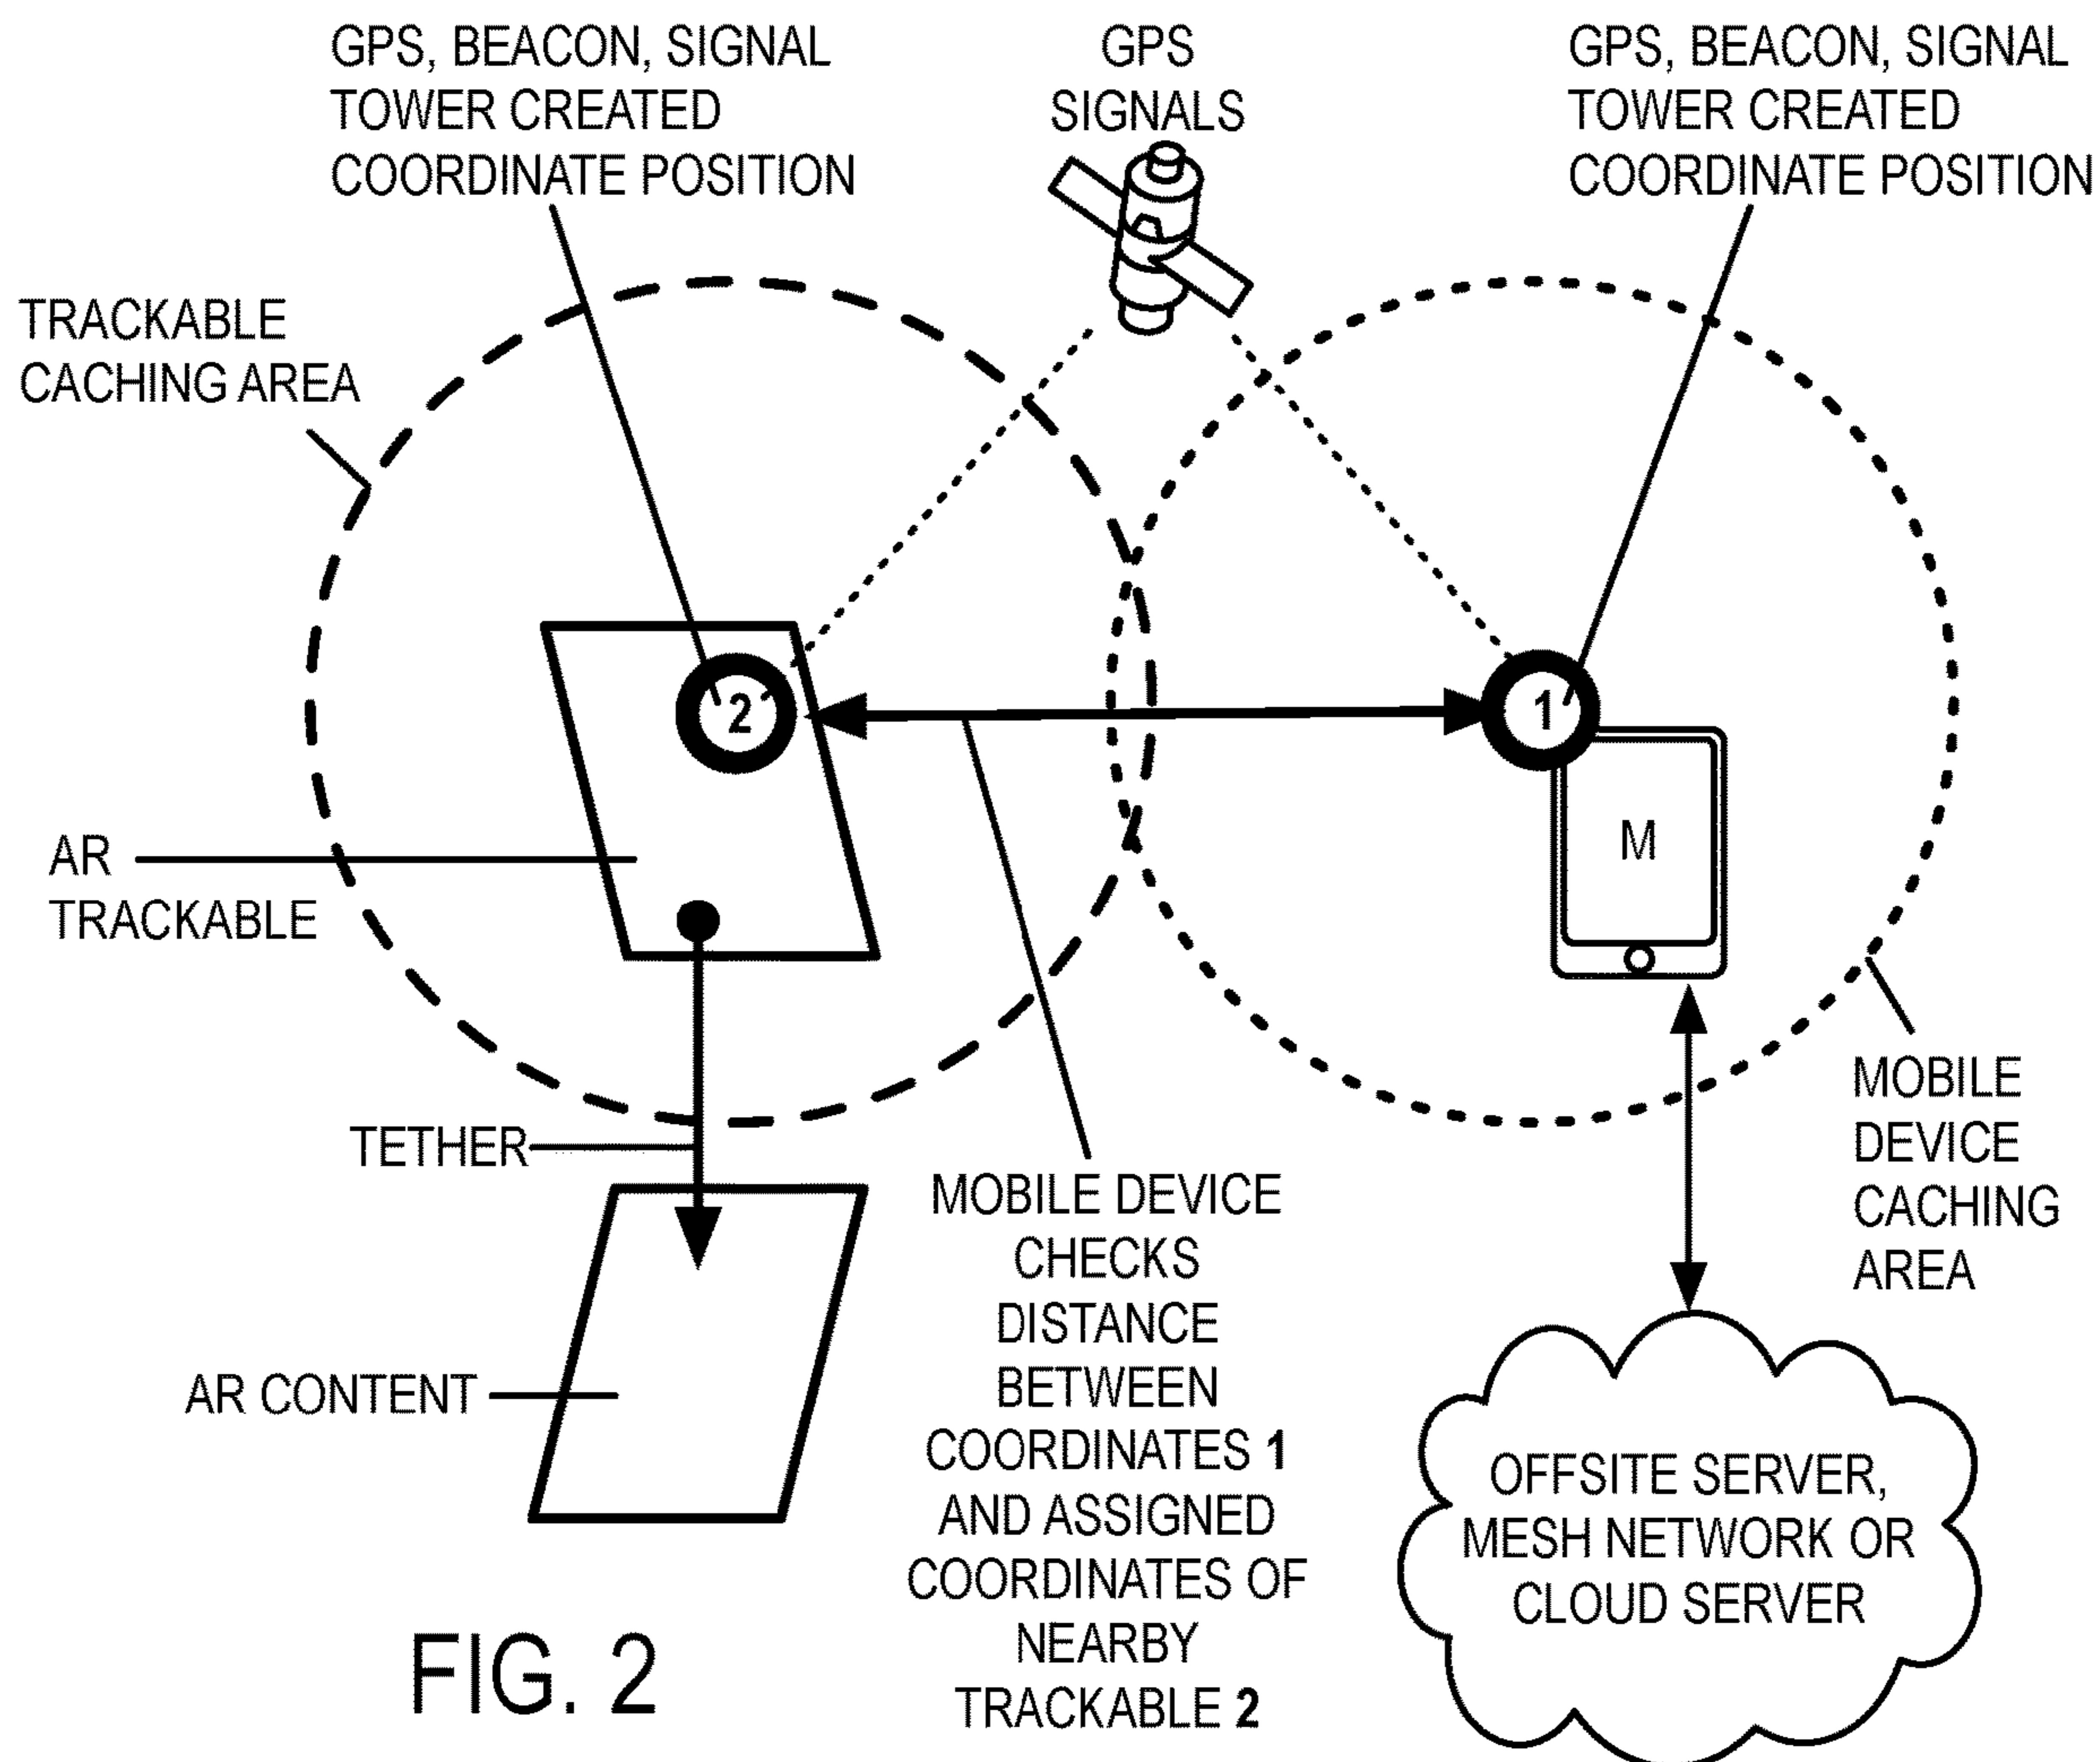 GPS, BEACON, SIGNAL
TOWER CREATED
COORDINATE POSITION
GPS
SIGNALS
GPS, BEACON, SIGNAL
TOWER CREATED
COORDINATE POSITION
TRACKABLE
CACHING AREA
2
1
M
AR
TRACKABLE
TETHER
AR CONTENT
MOBILE DEVICE
CHECKS
DISTANCE
BETWEEN
COORDINATES 1
AND ASSIGNED
COORDINATES OF
NEARBY
TRACKABLE 2
MOBILE
DEVICE
CACHING
AREA
OFFSITE SERVER,
MESH NETWORK OR
CLOUD SERVER
FIG. 2